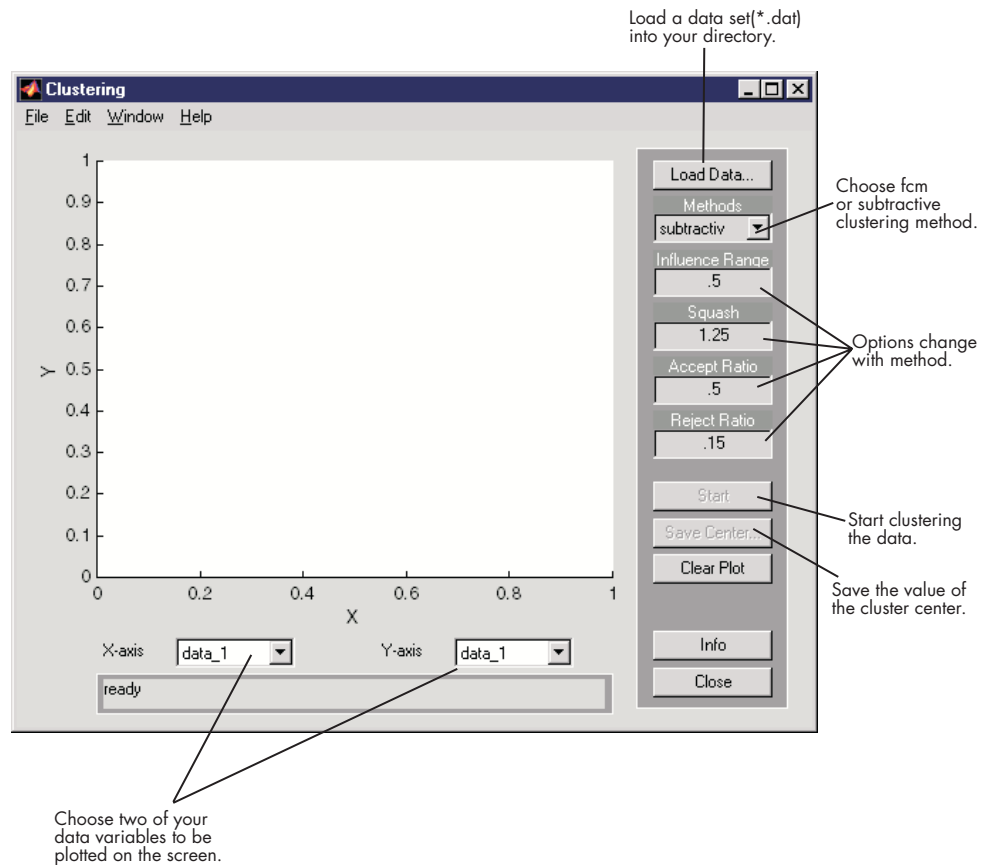 Load a data set(*.dat)
into your directory.
Clustering
File Edit Window Help
1
0.9
0.8
0.7
0.6
0.5
0.4
0.3
0.2
0.1
0
Y
0 0.2 0.4 0.6 0.8 1
X
X-axis data_1 Y-axis data_1
ready
Load Data...
Methods
subtractiv
Influence Range
.5
Squash
1.25
Accept Ratio
.5
Reject Ratio
.15
Start
Save Center...
Clear Plot
Info
Close
Choose fcm
or subtractive
clustering method.
Options change
with method.
Start clustering
the data.
Save the value of
the cluster center.
Choose two of your
data variables to be
plotted on the screen.